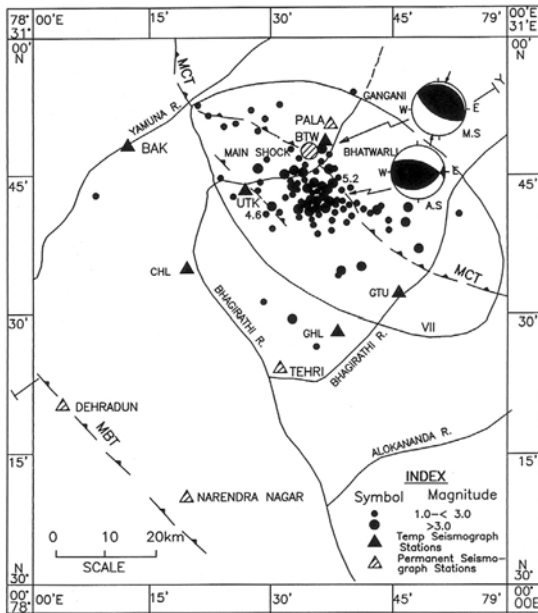 78° 00'E 15' 30' 45' 79° 00'E
31° 00' N
31° 00' N
MCT
YAMUNA R.
GANGANI
PALA
BTW
Y
W E
M.S
BAK
MAIN SHOCK
BHATWARI
45'
45'
5.2
W E
A.S
UTK
4.6
CHL
MCT
GTU
BHAGIRATHI R.
VII
30'
30'
GHL
BHAGIRATHI R.
TEHRI
DEHRADUN
MBT
ALOKANANDA R.
15'
15'
NARENDRA NAGAR
INDEX
Symbol Magnitude
1.0-< 3.0
>3.0
Temp Seismograph
Stations
Permanent Seismo-
graph Stations
0 10 20km
SCALE
N
30° 00'
N
30° 00'
78° 00'E 15' 30' 45' 79° 00'E